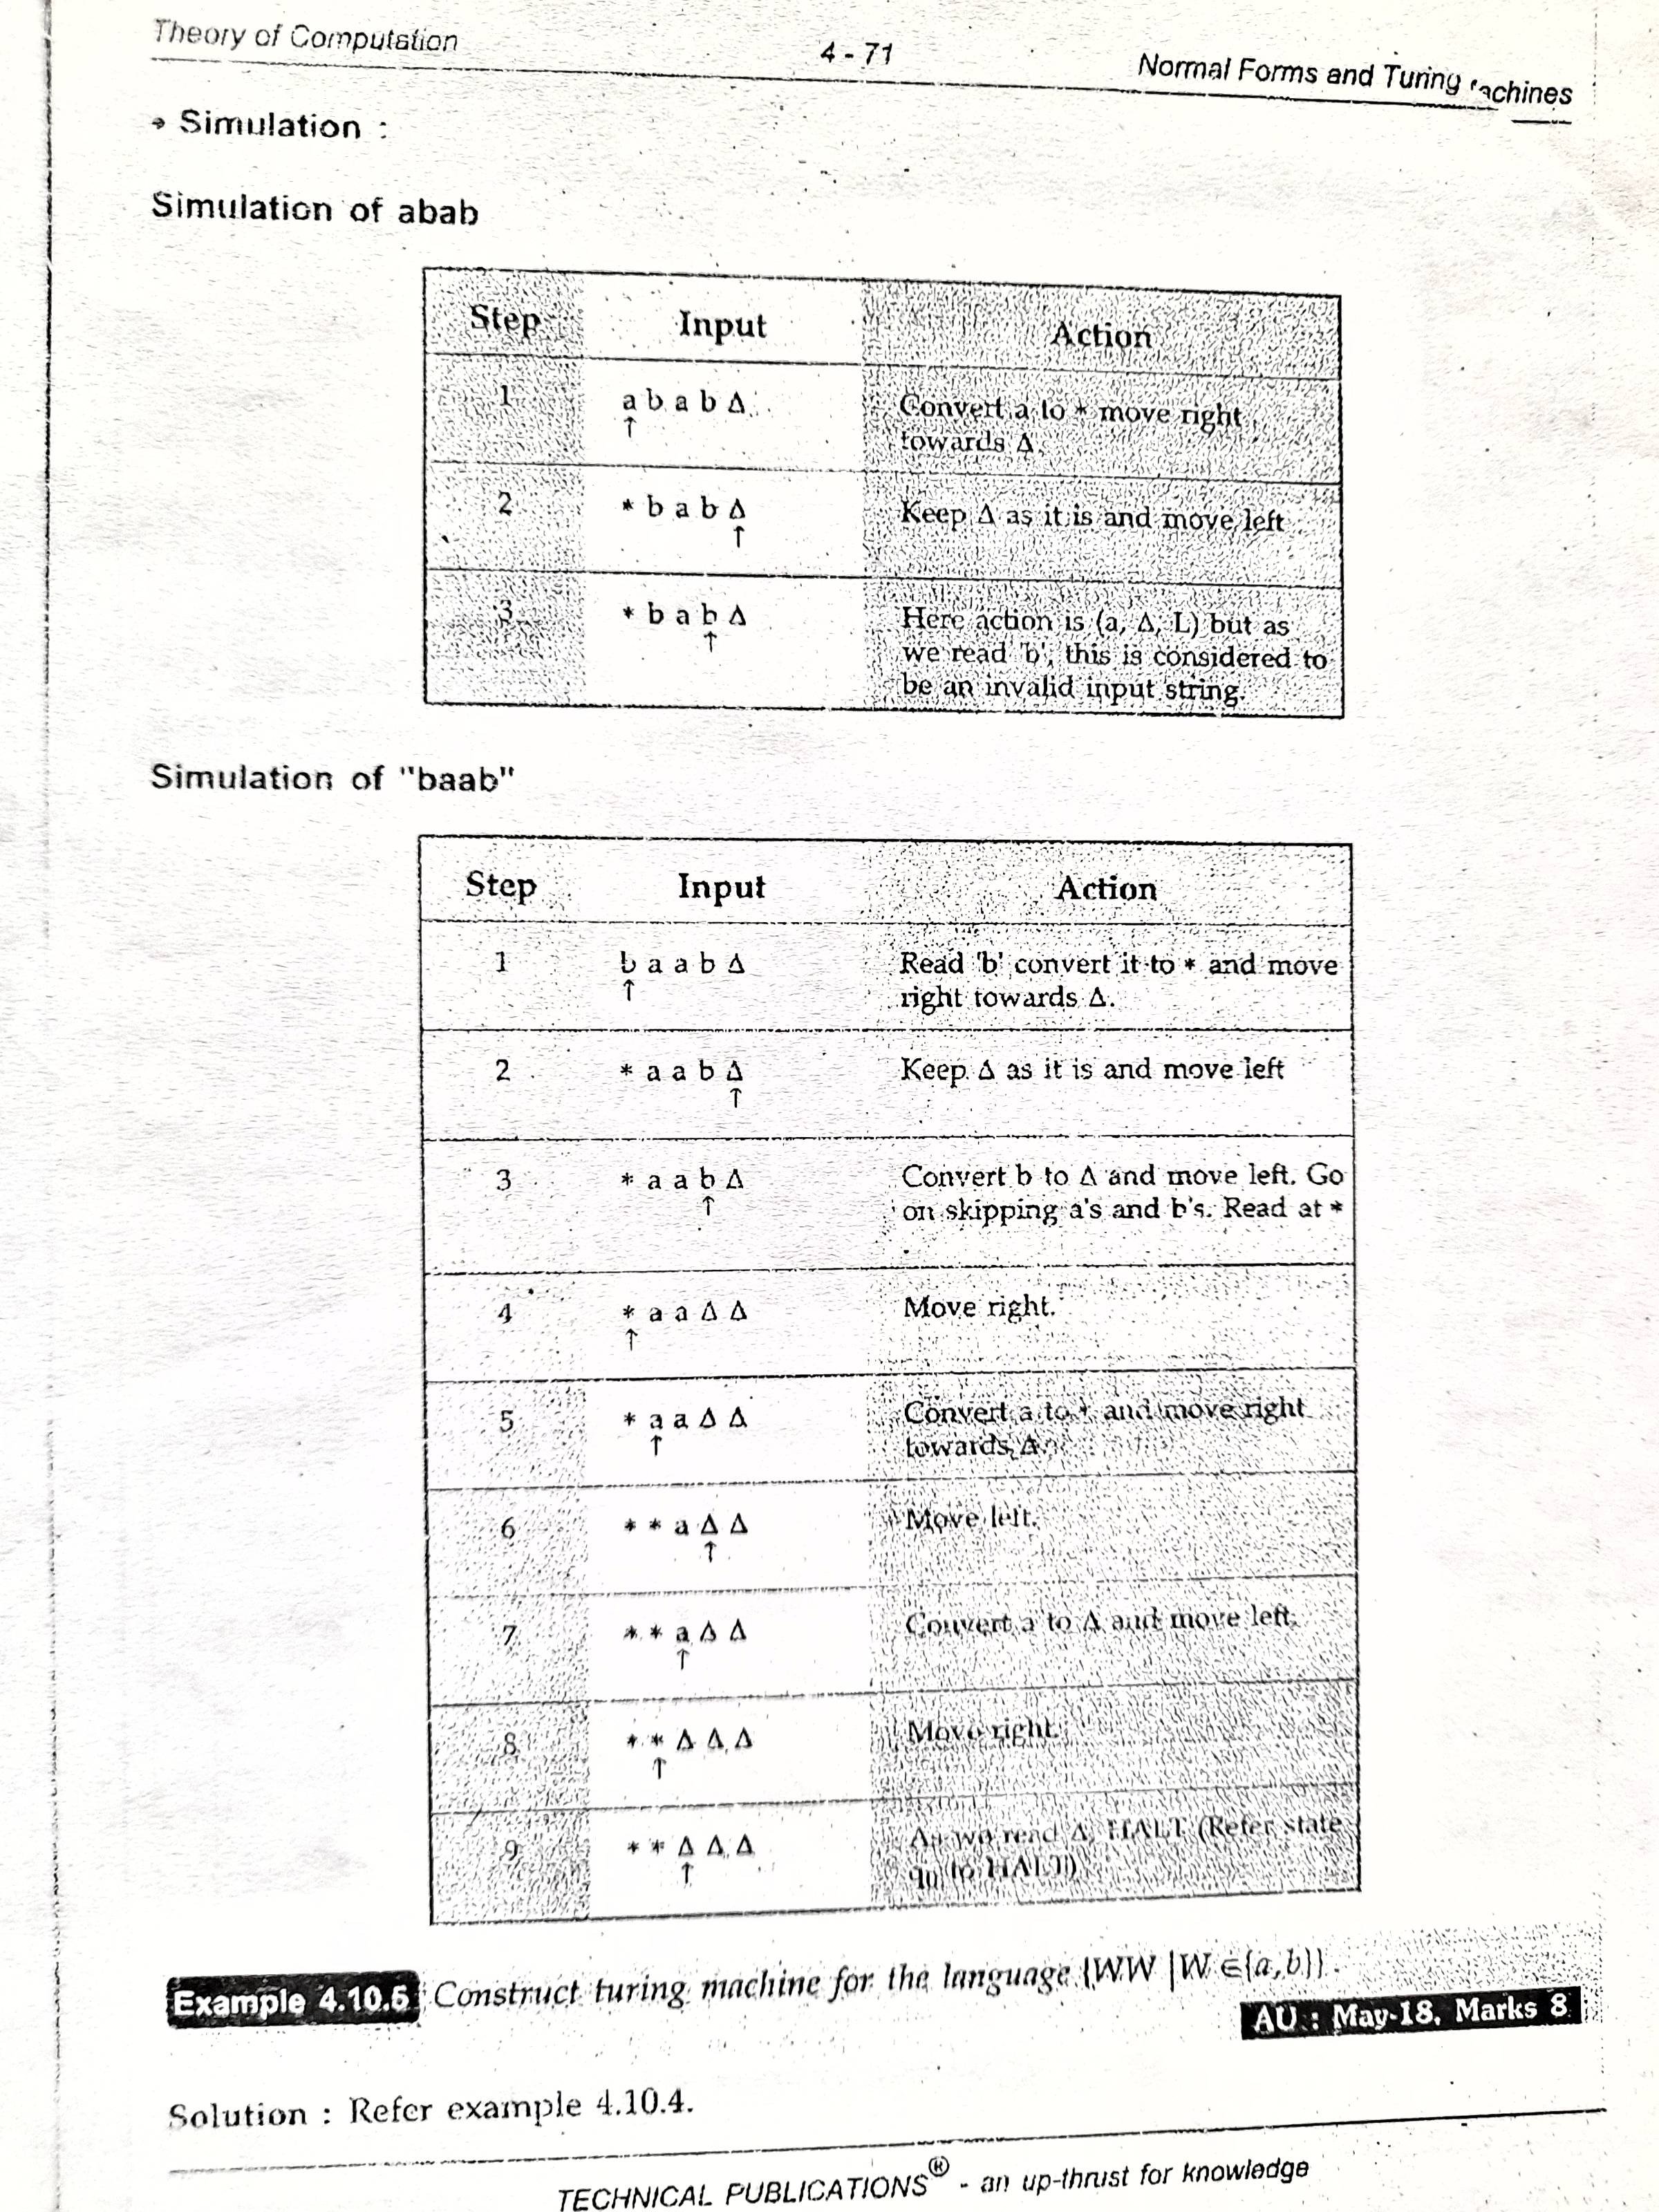 Theory of Computation
4 - 71
Normal Forms and Turing achines
Simulation :
Simulation of abab
Step Input Action
1 a b a b Δ Convert a to * move right
↑ towards Δ.
2 * b a b Δ Keep Δ as it is and move left
↑
3 * b a b Δ Here action is (a, Δ, L) but as
↑ we read 'b', this is considered to
be an invalid input string.
Simulation of "baab"
Step Input Action
1 b a a b Δ Read 'b' convert it to * and move
↑ right towards Δ.
2 * a a b Δ Keep Δ as it is and move left
↑
3 * a a b Δ Convert b to Δ and move left. Go
↑ on skipping a's and b's. Read at *
4 * a a Δ Δ Move right.
↑
5 * a a Δ Δ Convert a to * and move right
↑ towards Δ.
6 * * a Δ Δ Move left.
↑
7 * * a Δ Δ Convert a to Δ and move left.
↑
8 * * Δ Δ Δ Move right.
↑
9 * * Δ Δ Δ As we read Δ, HALT (Refer state
↑ to HALT)
Example 4.10.5 Construct turing machine for the language {WW | W ∈{a,b}}.
AU : May-18, Marks 8
Solution : Refer example 4.10.4.
TECHNICAL PUBLICATIONS® - an up-thrust for knowledge